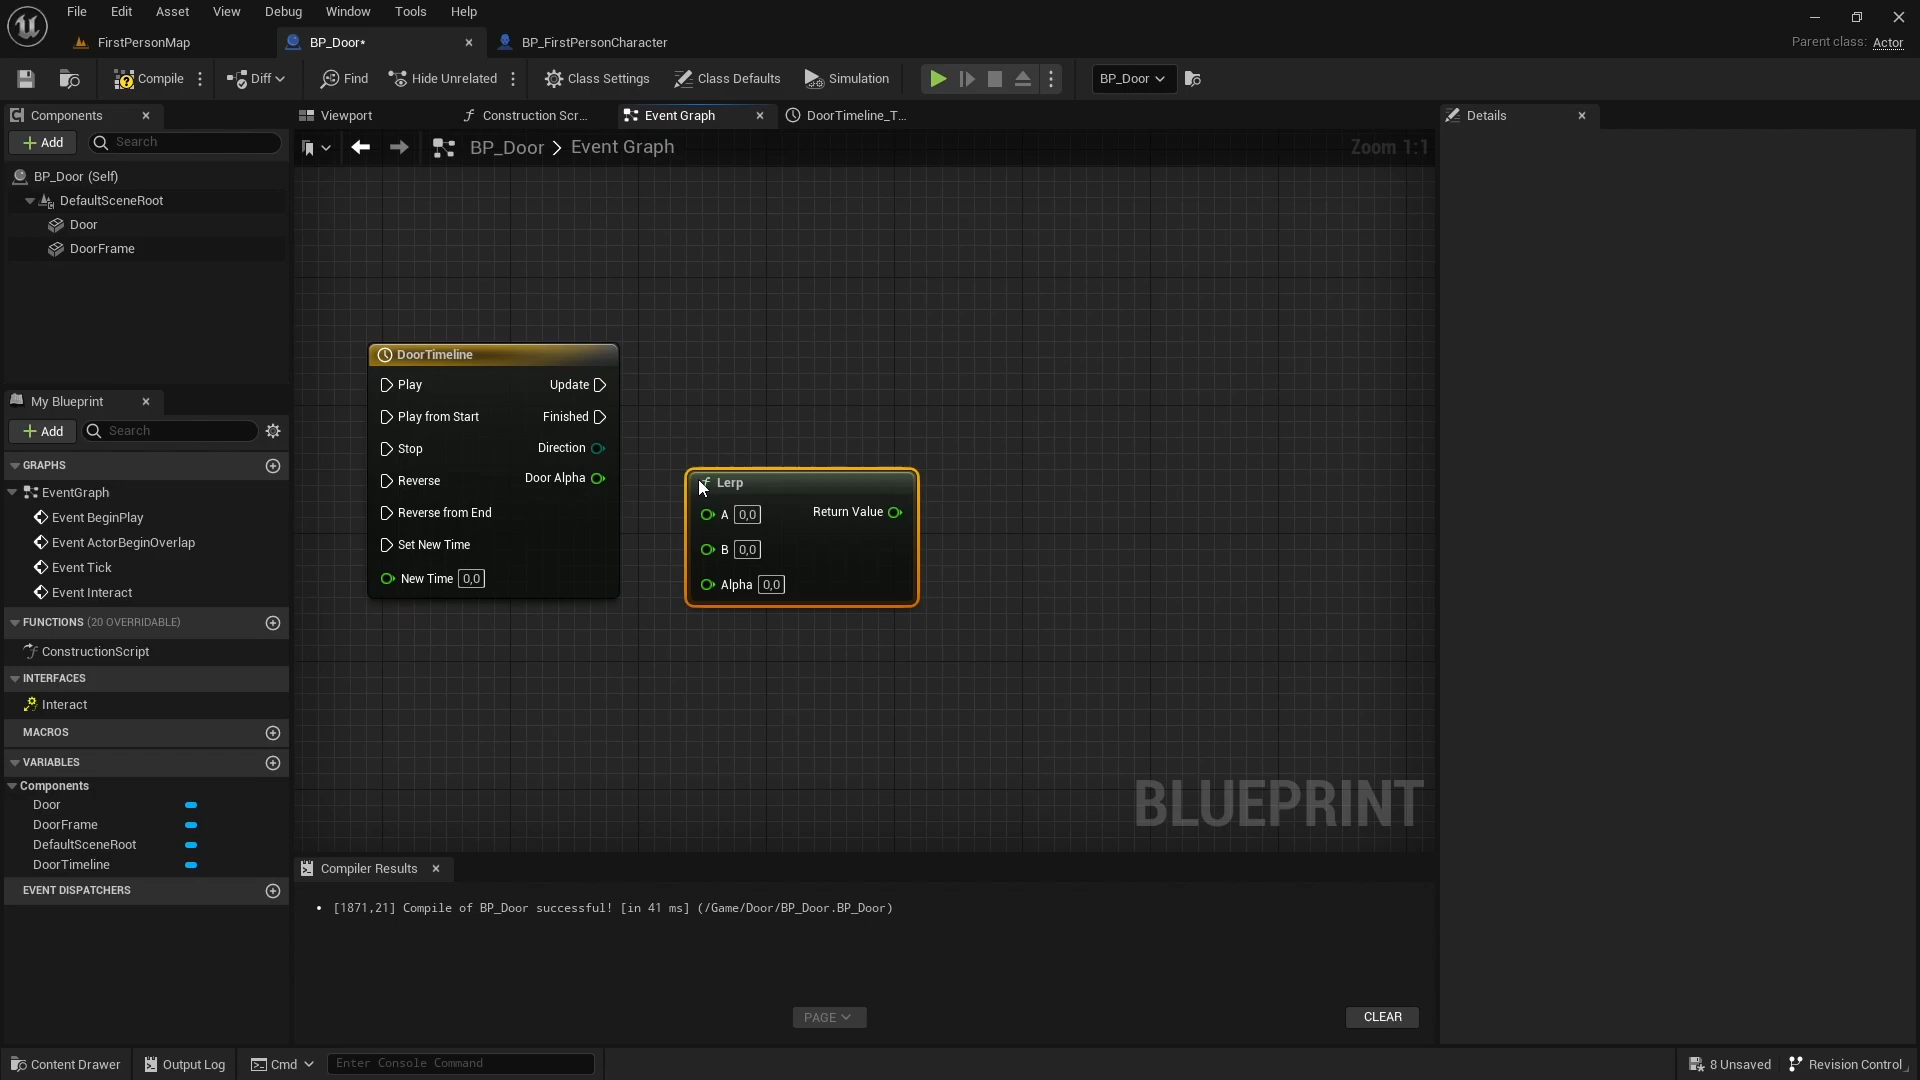 File Edit Asset View Debug Window Tools Help
FirstPersonMap BP_Door* BP_FirstPersonCharacter
Parent class: Actor
Compile Diff Find Hide Unrelated Class Settings Class Defaults Simulation BP_Door
Components
Add Search
BP_Door (Self)
DefaultSceneRoot
Door
DoorFrame
My Blueprint
Add Search
GRAPHS
EventGraph
Event BeginPlay
Event ActorBeginOverlap
Event Tick
Event Interact
FUNCTIONS (20 OVERRIDABLE)
ConstructionScript
INTERFACES
Interact
MACROS
VARIABLES
Components
Door
DoorFrame
DefaultSceneRoot
DoorTimeline
EVENT DISPATCHERS
Viewport Construction Scr... Event Graph DoorTimeline_T...
BP_Door > Event Graph Zoom 1:1
DoorTimeline
Play Update
Play from Start Finished
Stop Direction
Reverse Door Alpha
Reverse from End
Set New Time
New Time 0,0
Lerp
A 0,0 Return Value
B 0,0
Alpha 0,0
BLUEPRINT
Compiler Results
• [1871,21] Compile of BP_Door successful! [in 41 ms] (/Game/Door/BP_Door.BP_Door)
PAGE CLEAR
Details
Content Drawer Output Log Cmd Enter Console Command 8 Unsaved Revision Control